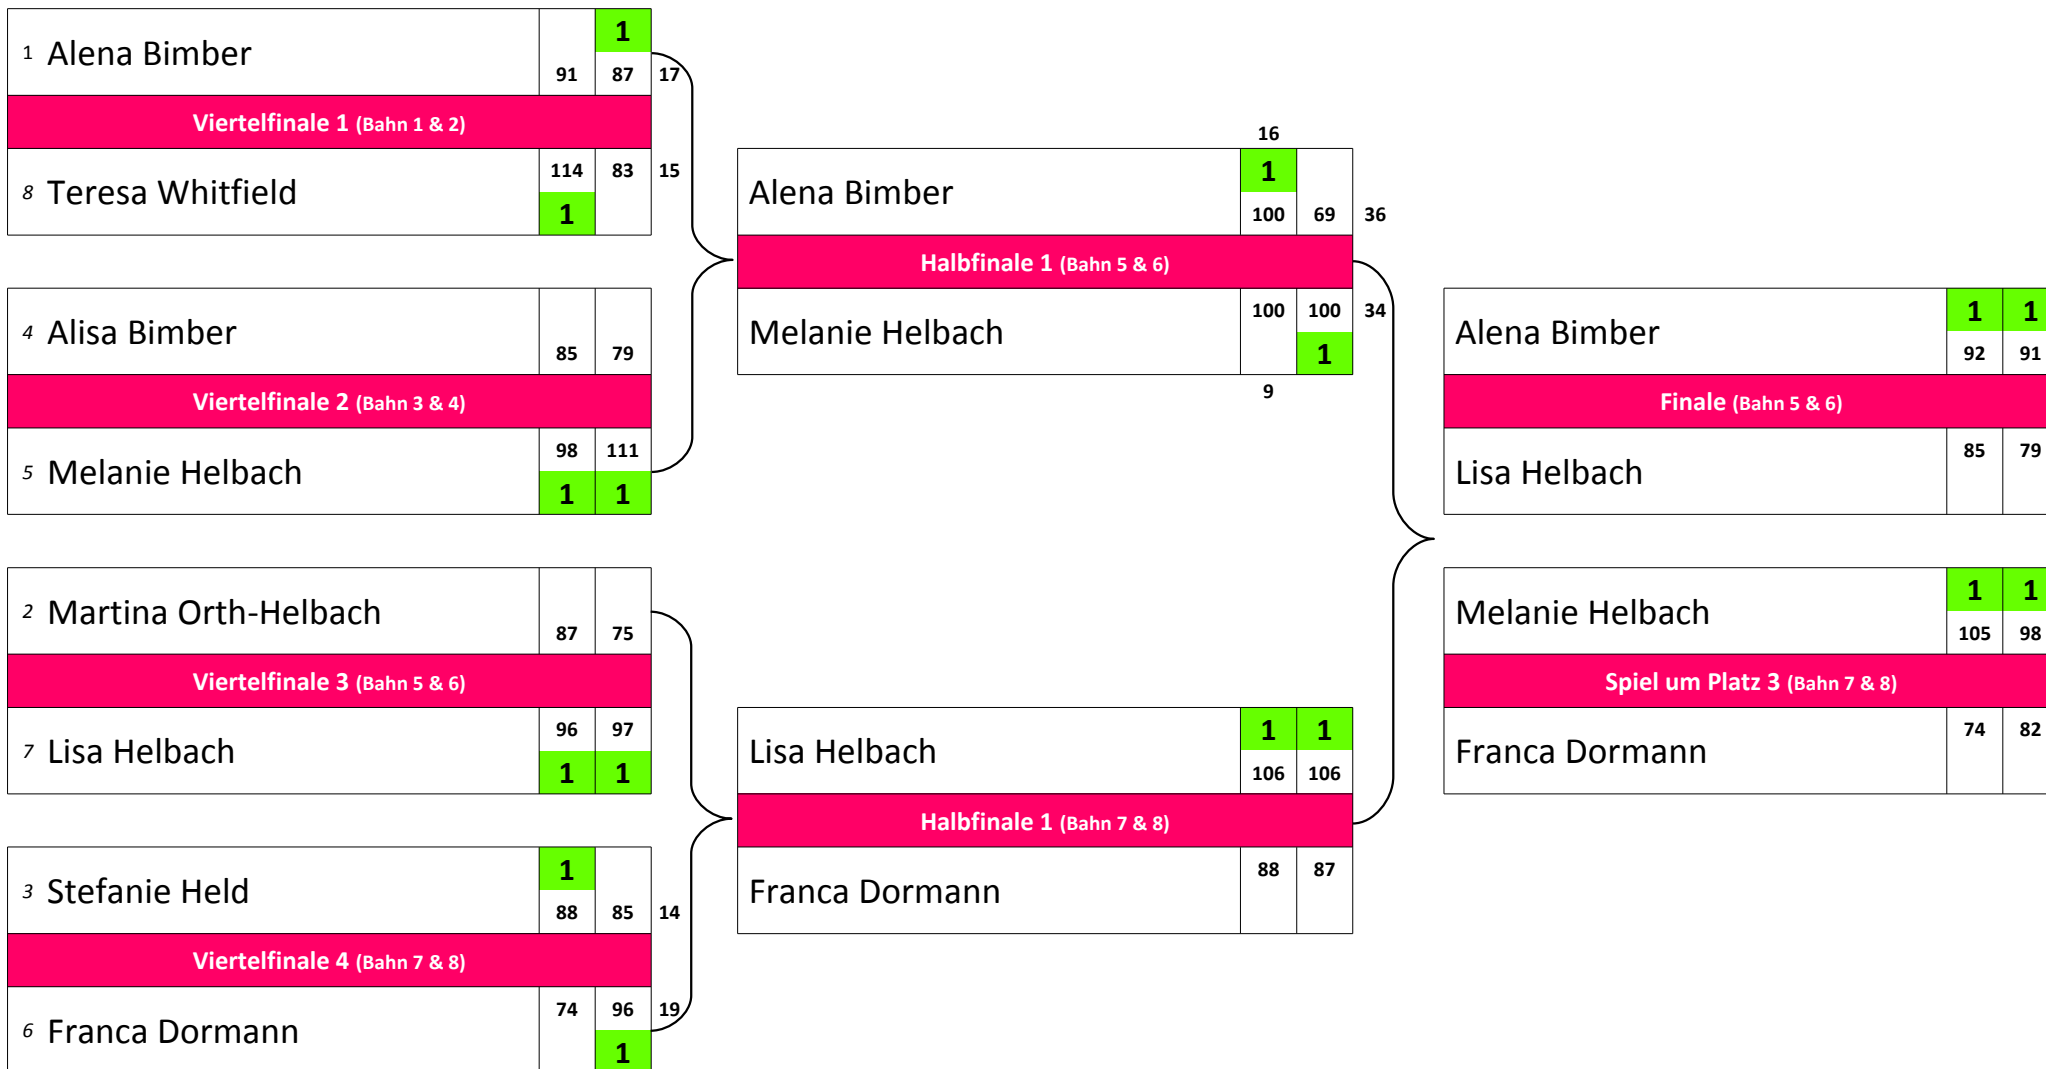 1 Alena Bimber 1
91 87 17
Viertelfinale 1 (Bahn 1 & 2)
8 Teresa Whitfield 114 83 15
1
4 Alisa Bimber
85 79
Viertelfinale 2 (Bahn 3 & 4)
5 Melanie Helbach 98 111
1 1
2 Martina Orth-Helbach
87 75
Viertelfinale 3 (Bahn 5 & 6)
7 Lisa Helbach 96 97
1 1
3 Stefanie Held 1
88 85 14
Viertelfinale 4 (Bahn 7 & 8)
6 Franca Dormann 74 96 19
1
16
Alena Bimber 1
100 69 36
Halbfinale 1 (Bahn 5 & 6)
Melanie Helbach 100 100 34
1
9
Lisa Helbach 1 1
106 106
Halbfinale 1 (Bahn 7 & 8)
Franca Dormann 88 87
Alena Bimber 1 1
92 91
Finale (Bahn 5 & 6)
Lisa Helbach 85 79
Melanie Helbach 1 1
105 98
Spiel um Platz 3 (Bahn 7 & 8)
Franca Dormann 74 82